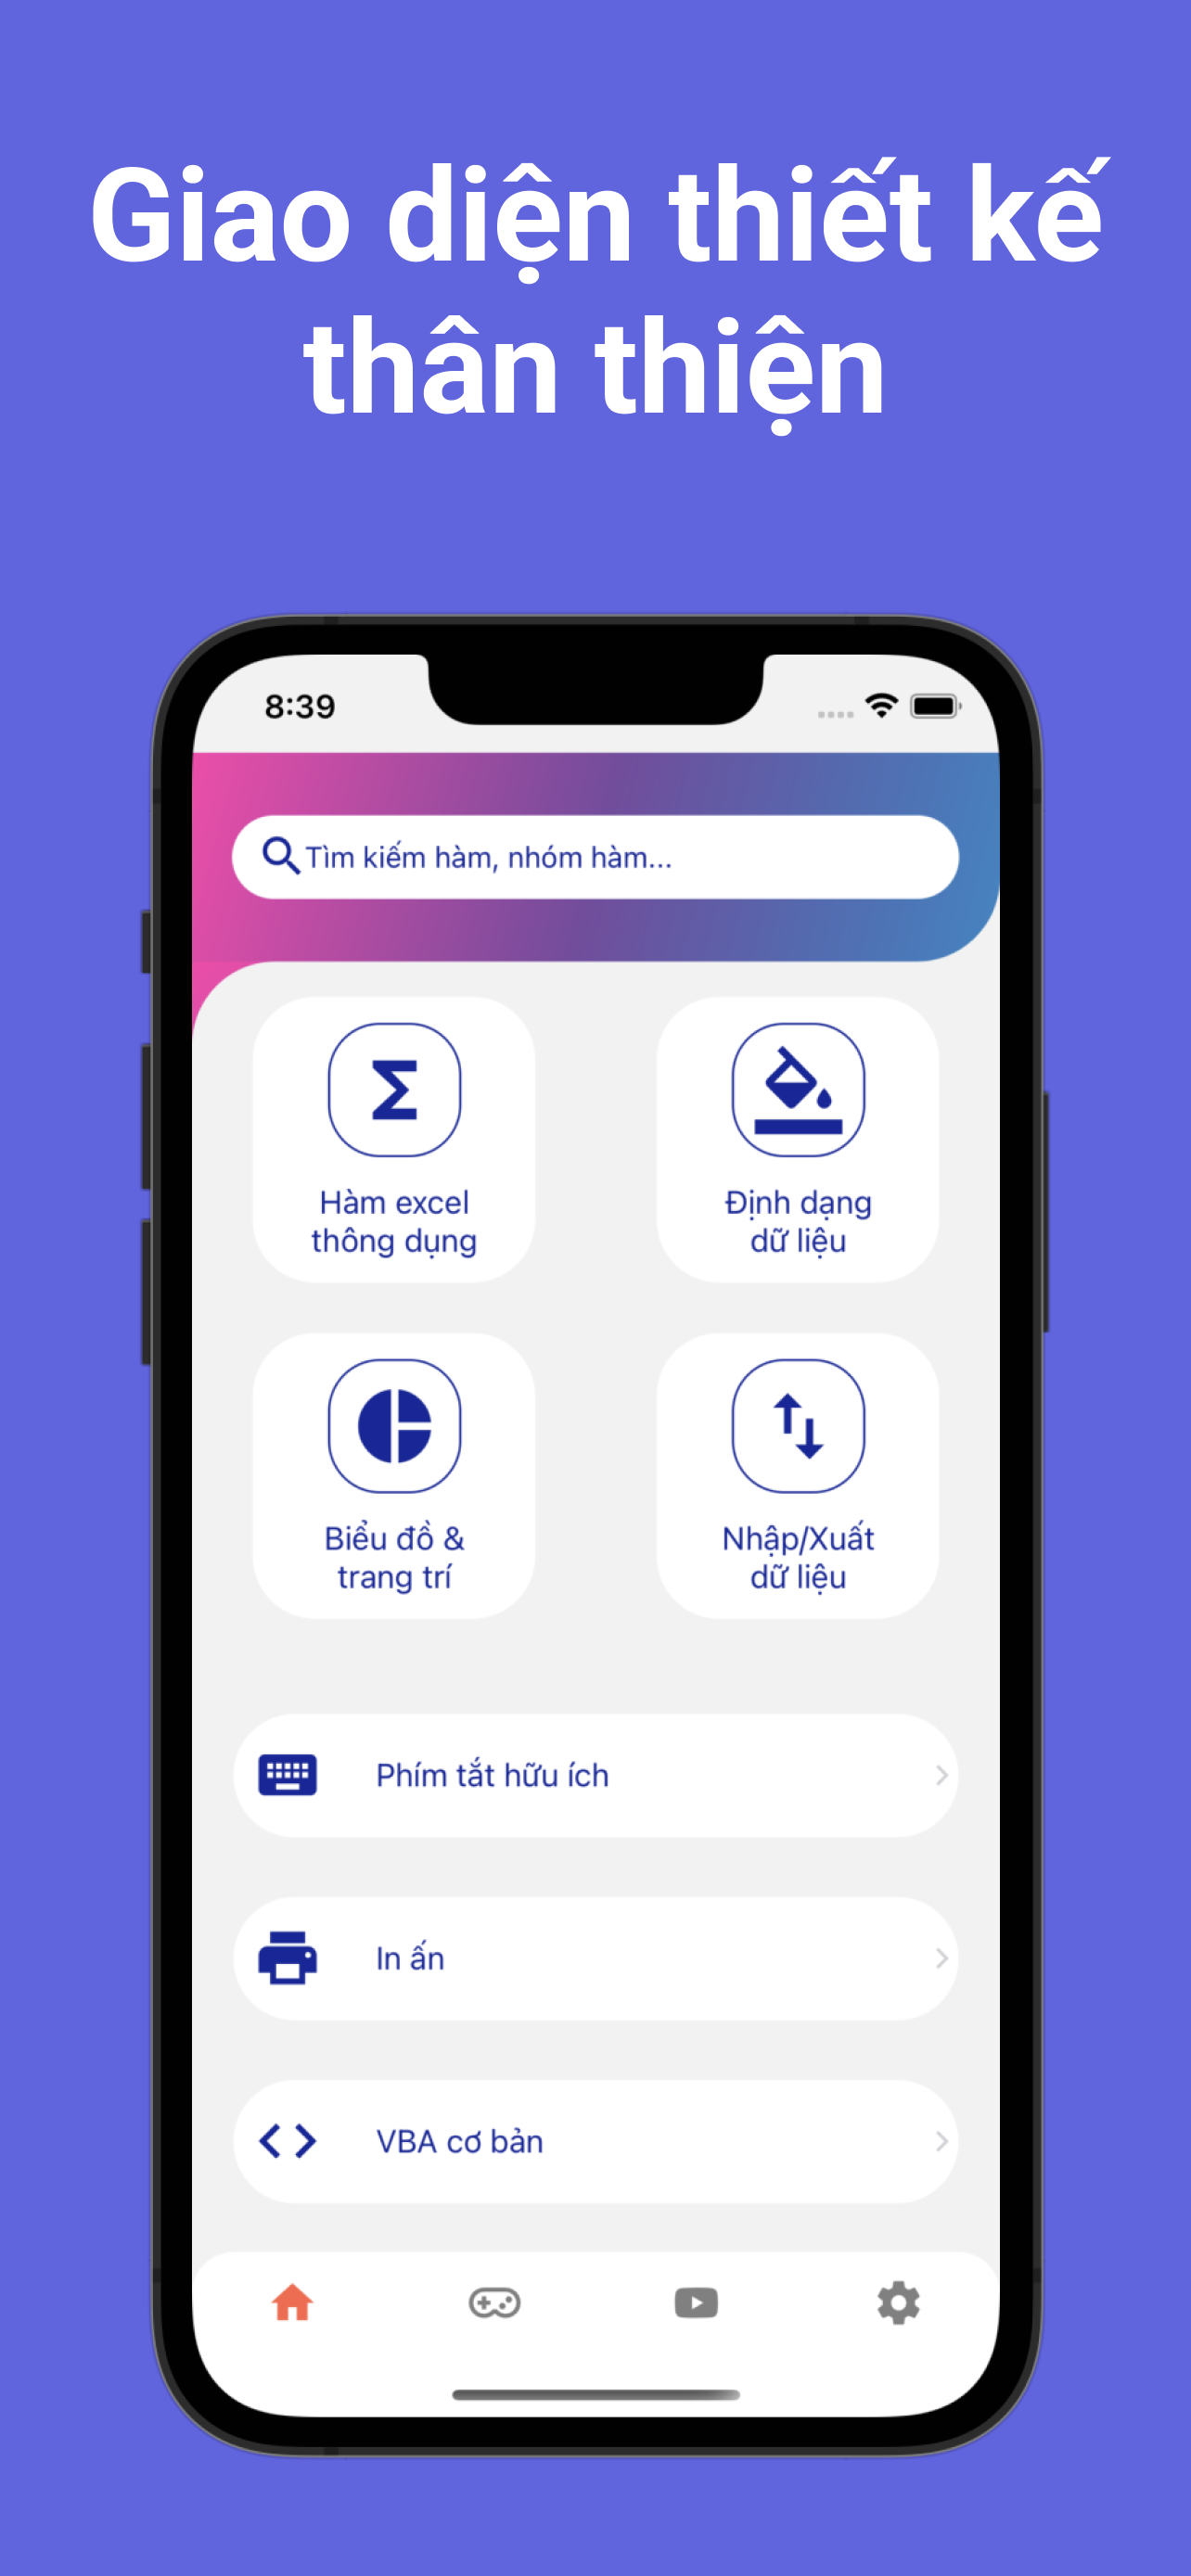 Giao diện thiết kế
thân thiện
8:39
Tìm kiếm hàm, nhóm hàm...
Hàm excel
thông dụng
Định dạng
dữ liệu
Biểu đồ &
trang trí
Nhập/Xuất
dữ liệu
Phím tắt hữu ích
In ấn
VBA cơ bản